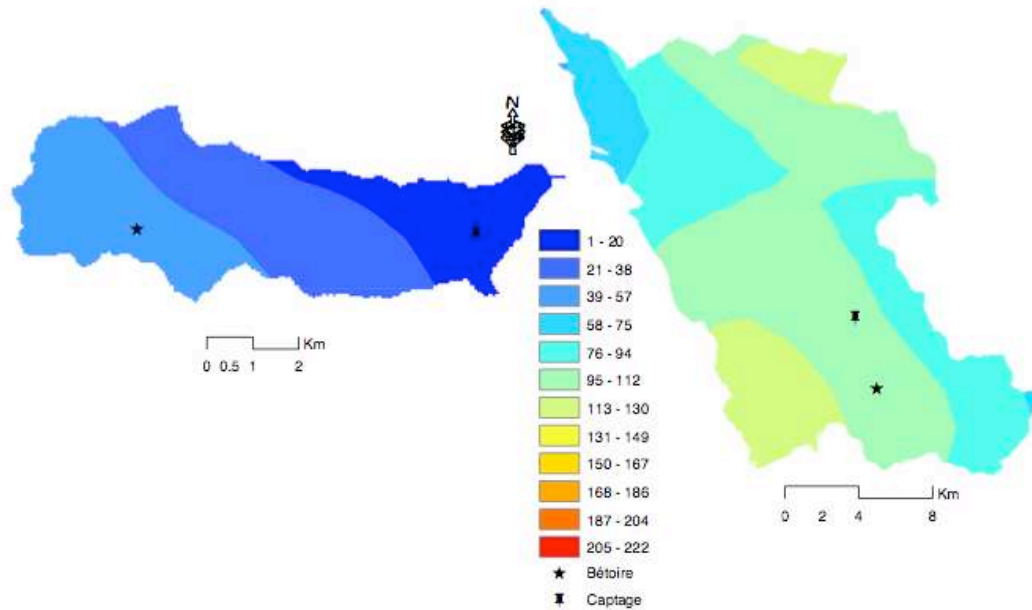 N
1 - 20
21 - 38
39 - 57
58 - 75
76 - 94
95 - 112
113 - 130
131 - 149
150 - 167
168 - 186
187 - 204
205 - 222
Bétoire
Captage
Km
0 0.5 1 2
Km
0 2 4 8